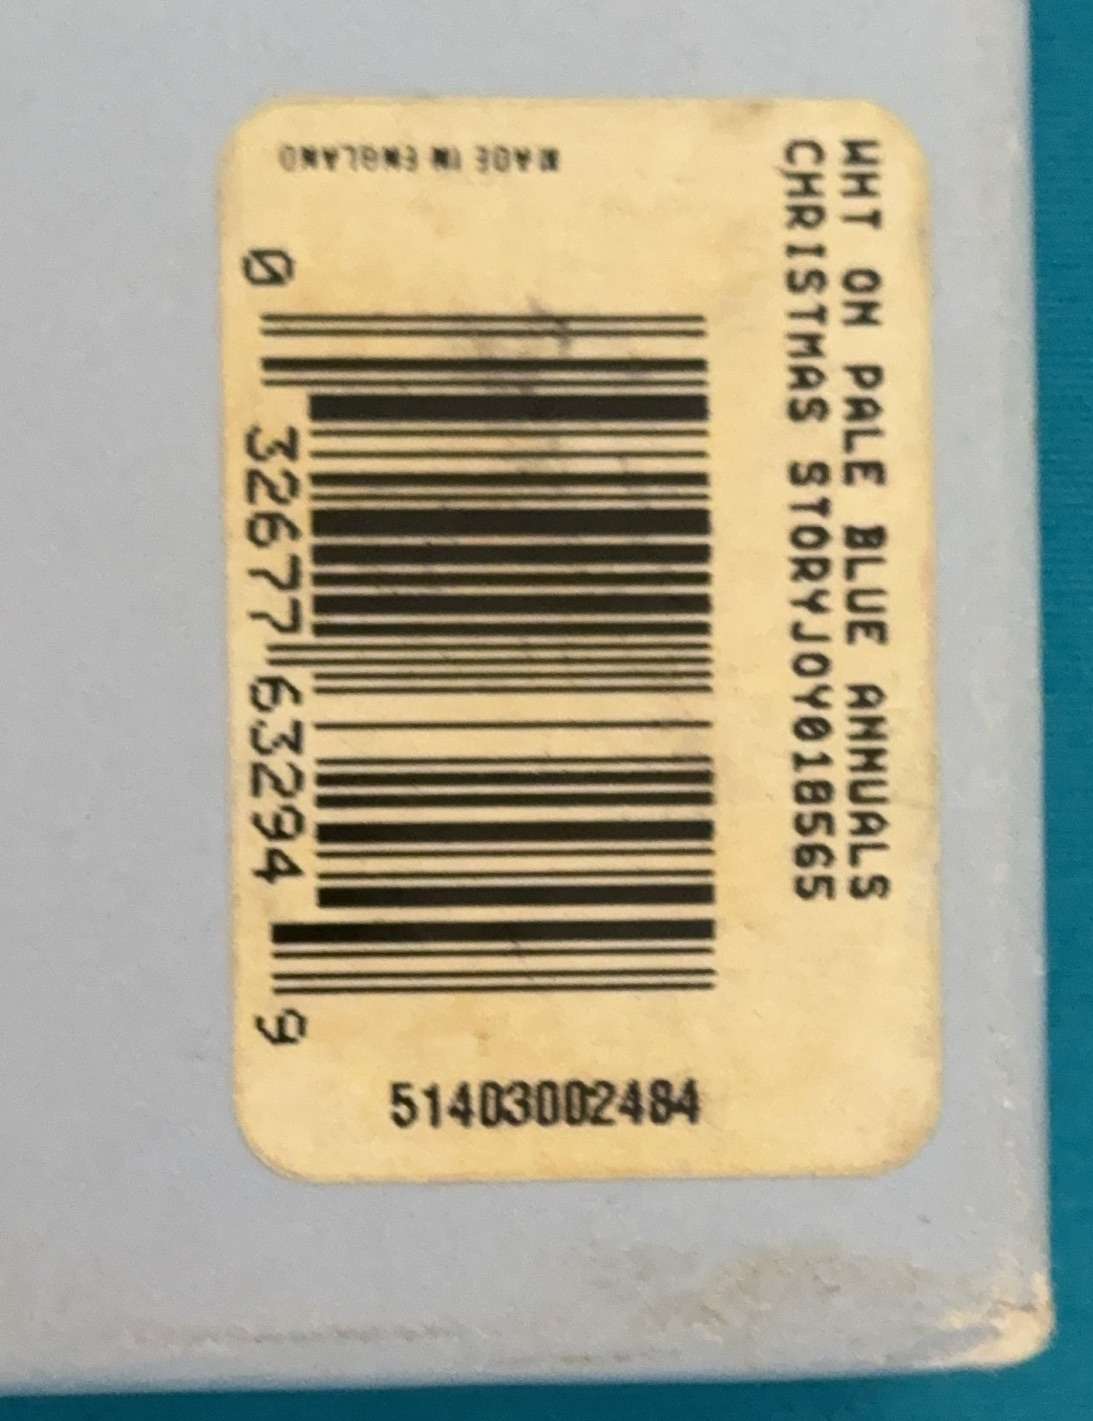 WHT ON PALE BLUE ANNUALS
CHRISTMAS STORYJOY018565
MADE IN ENGLAND
0 32677 63294 9
51403002484